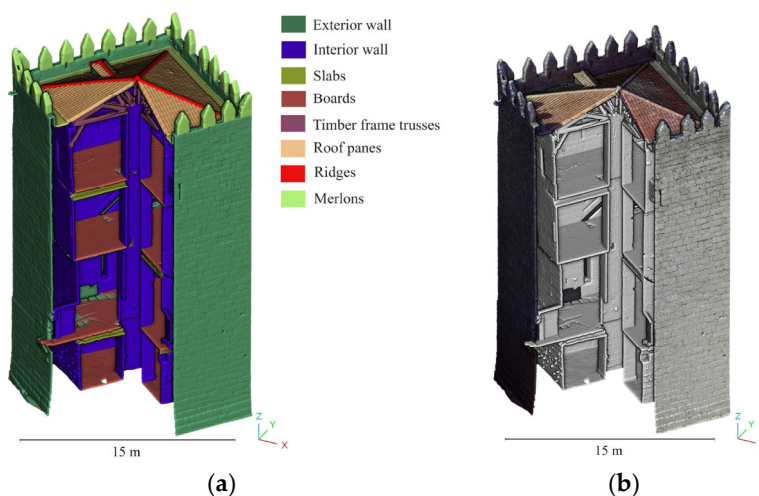 Exterior wall
Interior wall
Slabs
Boards
Timber frame trusses
Roof panes
Ridges
Merlons
Z
Y
X
15 m
Z
Y
15 m
(a)
(b)